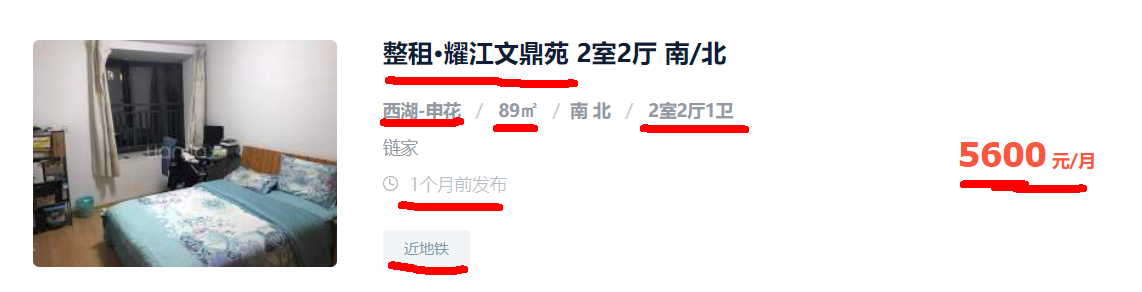 整租·耀江文鼎苑 2室2厅 南/北
西湖-申花 / 89㎡ / 南 北 / 2室2厅1卫
链家
1个月前发布
5600 元/月
近地铁